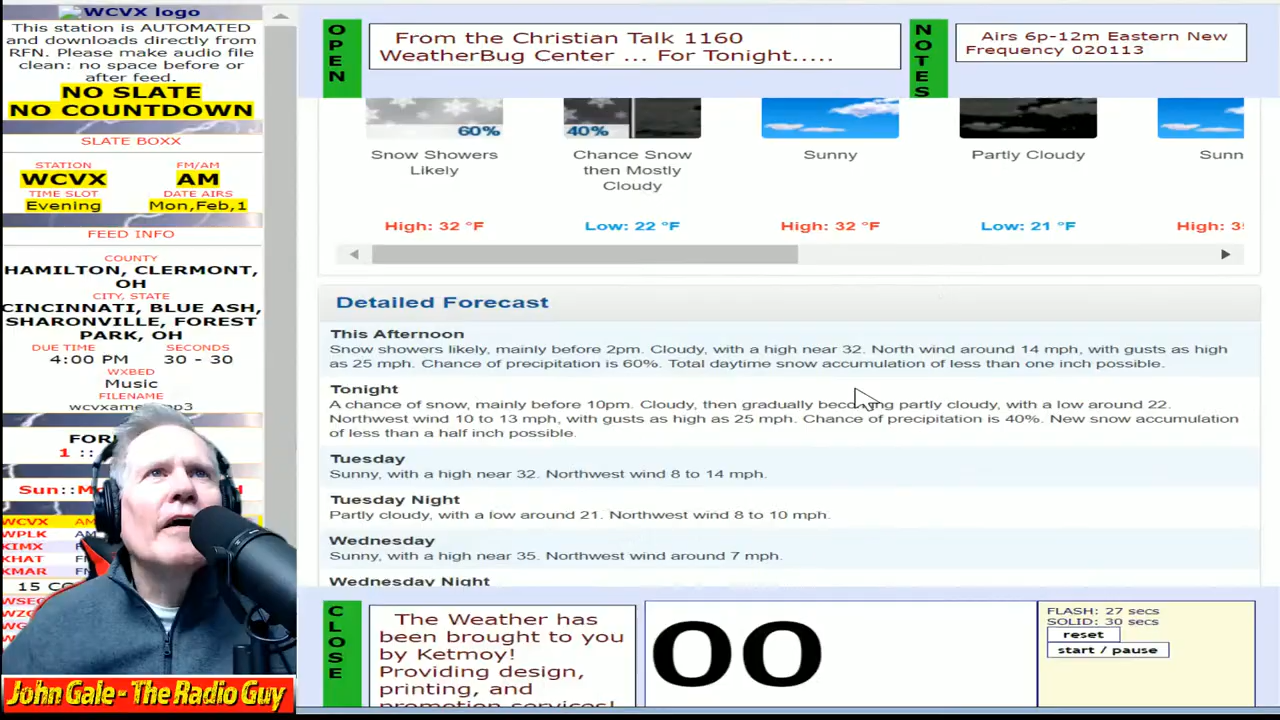 WCVX logo
This station is AUTOMATED
and downloads directly from
RFN. Please make audio file
clean: no space before or
after feed.
NO SLATE
NO COUNTDOWN
SLATE BOXX
STATION FM/AM
WCVX AM
TIME SLOT DATE AIRS
Evening Mon,Feb,1
FEED INFO
COUNTY
HAMILTON, CLERMONT,
OH
CITY, STATE
CINCINNATI, BLUE ASH,
SHARONVILLE, FOREST
PARK, OH
DUE TIME SECONDS
4:00 PM 30 - 30
WXBED
Music
FILENAME
1 ::
WCVX
WPLK
KIMX
KHAT
KMAR
John Gale - The Radio Guy
OPEN
From the Christian Talk 1160
WeatherBug Center ... For Tonight.....
NOTES
Airs 6p-12m Eastern New
Frequency 020113
60% 40%
Snow Showers
Likely
Chance Snow
then Mostly
Cloudy
Sunny
Partly Cloudy
High: 32 °F Low: 22 °F High: 32 °F Low: 21 °F
Detailed Forecast
This Afternoon
Snow showers likely, mainly before 2pm. Cloudy, with a high near 32. North wind around 14 mph, with gusts as high
as 25 mph. Chance of precipitation is 60%. Total daytime snow accumulation of less than one inch possible.
Tonight
A chance of snow, mainly before 10pm. Cloudy, then gradually becoming partly cloudy, with a low around 22.
Northwest wind 10 to 13 mph, with gusts as high as 25 mph. Chance of precipitation is 40%. New snow accumulation
of less than a half inch possible.
Tuesday
Sunny, with a high near 32. Northwest wind 8 to 14 mph.
Tuesday Night
Partly cloudy, with a low around 21. Northwest wind 8 to 10 mph.
Wednesday
Sunny, with a high near 35. Northwest wind around 7 mph.
Wednesday Night
CLOSE
The Weather has
been brought to you
by Ketmoy!
Providing design,
printing, and
promotion services!
00
FLASH: 27 secs
SOLID: 30 secs
reset
start / pause